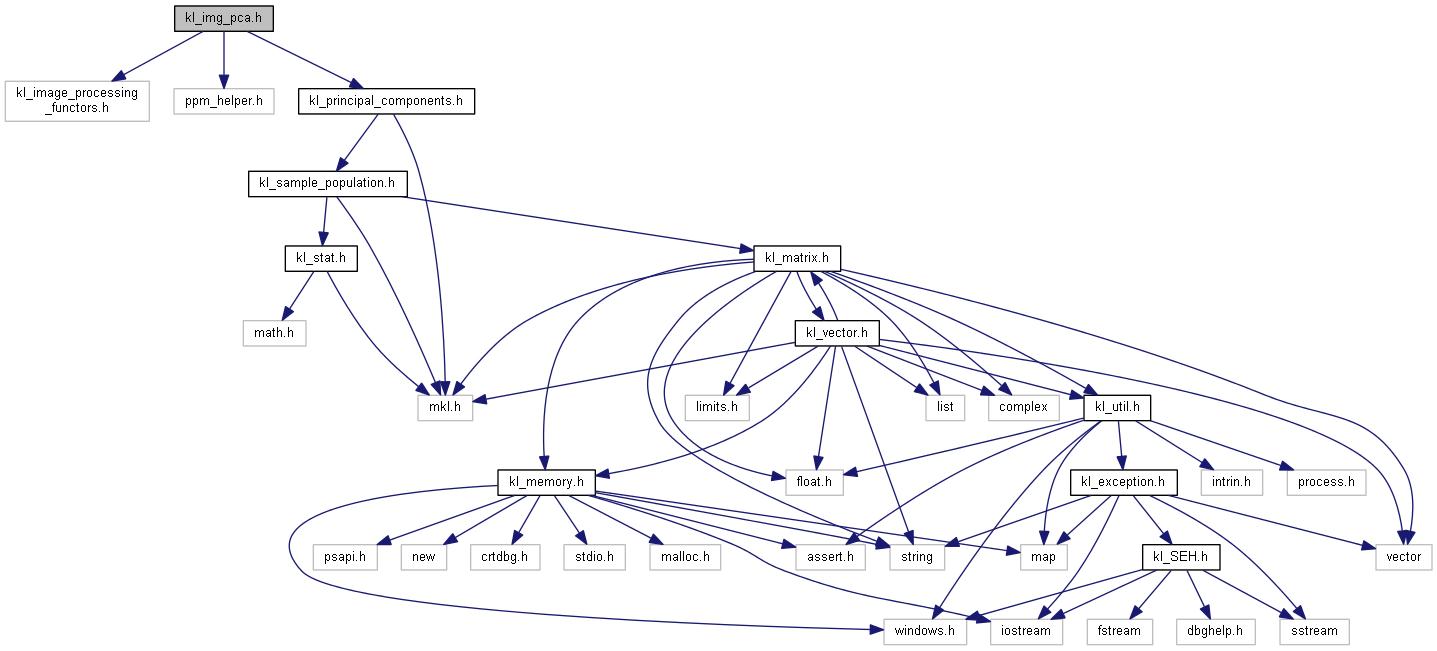 kl_img_pca.h
kl_image_processing
_functors.h
ppm_helper.h
kl_principal_components.h
kl_sample_population.h
kl_stat.h
kl_matrix.h
math.h
kl_vector.h
mkl.h
limits.h
list
complex
kl_util.h
kl_memory.h
float.h
kl_exception.h
intrin.h
process.h
psapi.h
new
crtdbg.h
stdio.h
malloc.h
assert.h
string
map
kl_SEH.h
vector
windows.h
iostream
fstream
dbghelp.h
sstream